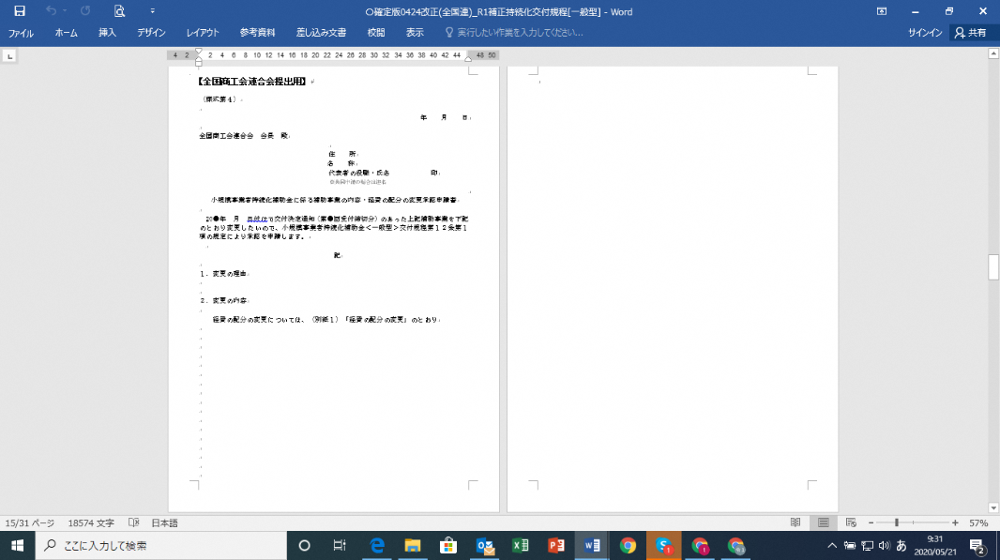 〇確定版0424改正(全国連)_R1補正持続化交付規程[一般型] - Word
ファイル ホーム 挿入 デザイン レイアウト 参考資料 差し込み文書 校閲 表示 実行したい作業を入力してください... サインイン 共有
4 2 2 4 6 8 10 12 14 16 18 20 22 24 26 28 30 32 34 36 38 40 42 44 48 50
【全国商工会連合会提出用】
（様式第４）
年 月 日
全国商工会連合会 会長 殿
住 所
名 称
代表者の役職・氏名 印
※共同申請の場合は連名
小規模事業者持続化補助金に係る補助事業の内容・経費の配分の変更承認申請書
20●年 月 日付けで交付決定通知（第●回受付締切分）のあった上記補助事業を下記
のとおり変更したいので、小規模事業者持続化補助金＜一般型＞交付規程第１２条第１
項の規定により承認を申請します。
記
１．変更の理由
２．変更の内容
経費の配分の変更については、（別紙１）「経費の配分の変更」のとおり
15/31 ページ 18574 文字 日本語 57%
ここに入力して検索
あ 9:31
2020/05/21
2